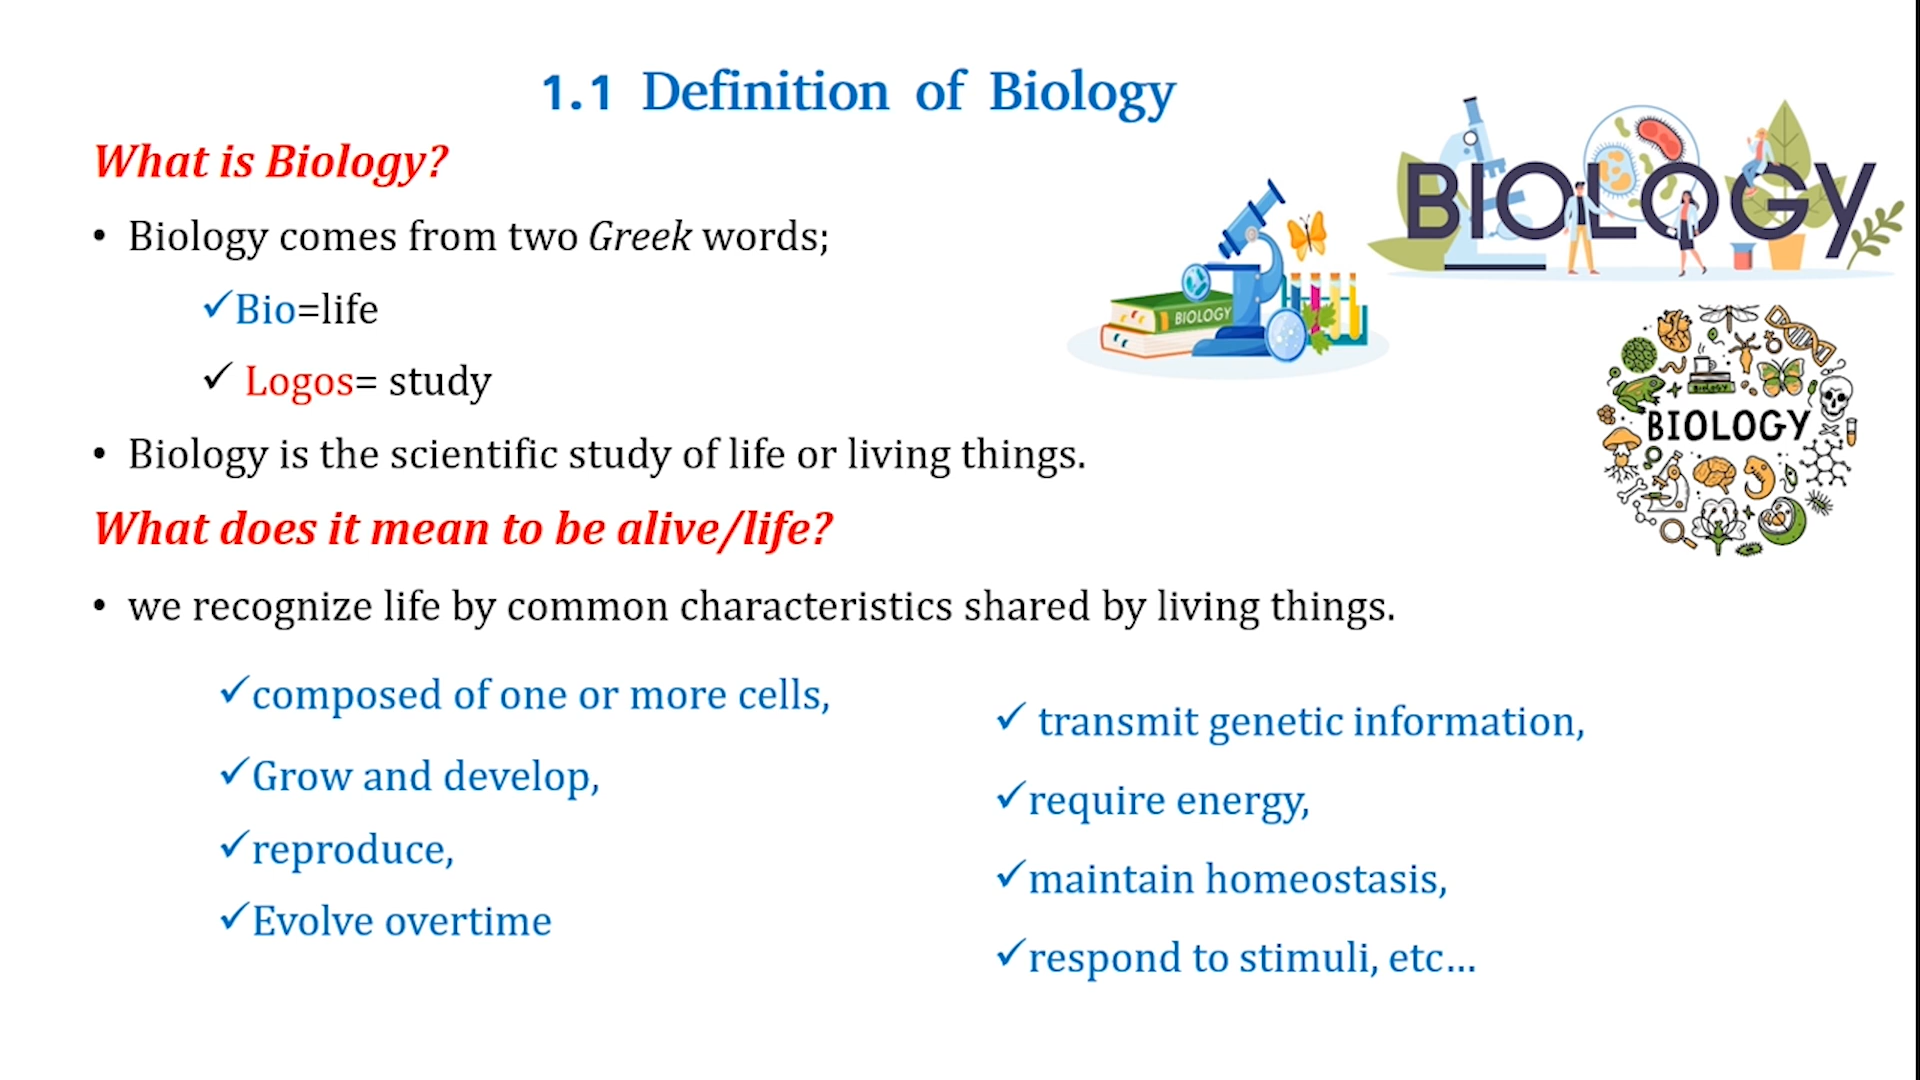 1.1 Definition of Biology
What is Biology?
• Biology comes from two Greek words;
✓Bio=life
✓ Logos= study
• Biology is the scientific study of life or living things.
What does it mean to be alive/life?
• we recognize life by common characteristics shared by living things.
✓composed of one or more cells,
✓Grow and develop,
✓reproduce,
✓Evolve overtime
✓ transmit genetic information,
✓require energy,
✓maintain homeostasis,
✓respond to stimuli, etc...
BIOLOGY
BIOLOGY
BIOLOGY
BIOLOGY